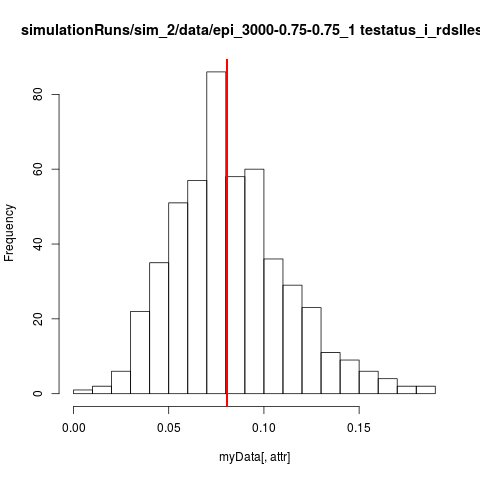 simulationRuns/sim_2/data/epi_3000-0.75-0.75_1 testatus_i_rdslles
Frequency
80
60
40
20
0
0.00 0.05 0.10 0.15
myData[, attr]